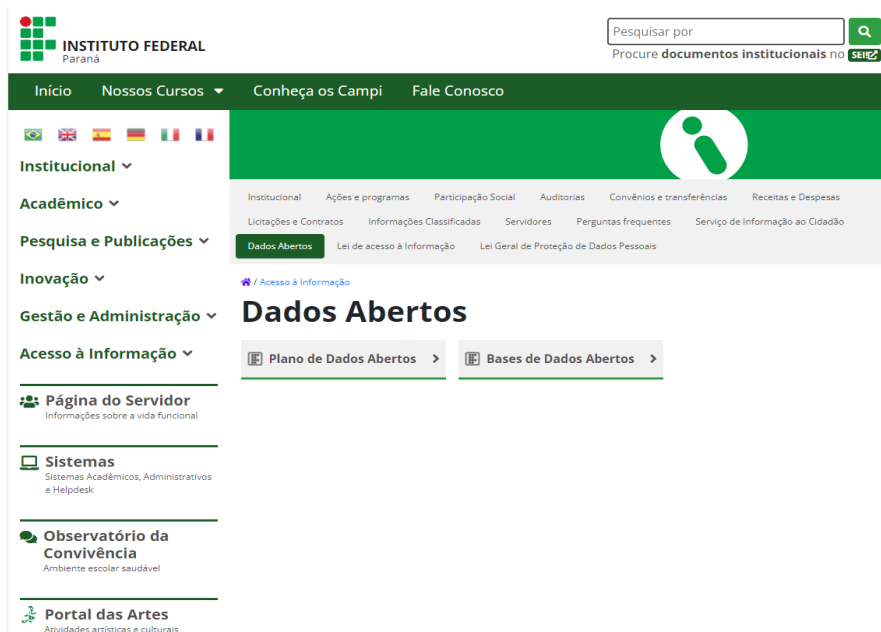 INSTITUTO FEDERAL
Paraná
Pesquisar por
Procure documentos institucionais no SEI!
Início Nossos Cursos Conheça os Campi Fale Conosco
Institucional
Acadêmico
Pesquisa e Publicações
Inovação
Gestão e Administração
Acesso à Informação
Página do Servidor
Informações sobre a vida funcional
Sistemas
Sistemas Acadêmicos, Administrativos
e Helpdesk
Observatório da
Convivência
Ambiente escolar saudável
Portal das Artes
Atividades artísticas e culturais
Institucional Ações e programas Participação Social Auditorias Convênios e transferências Receitas e Despesas
Licitações e Contratos Informações Classificadas Servidores Perguntas frequentes Serviço de Informação ao Cidadão
Dados Abertos Lei de acesso à Informação Lei Geral de Proteção de Dados Pessoais
/ Acesso à Informação
Dados Abertos
Plano de Dados Abertos
Bases de Dados Abertos